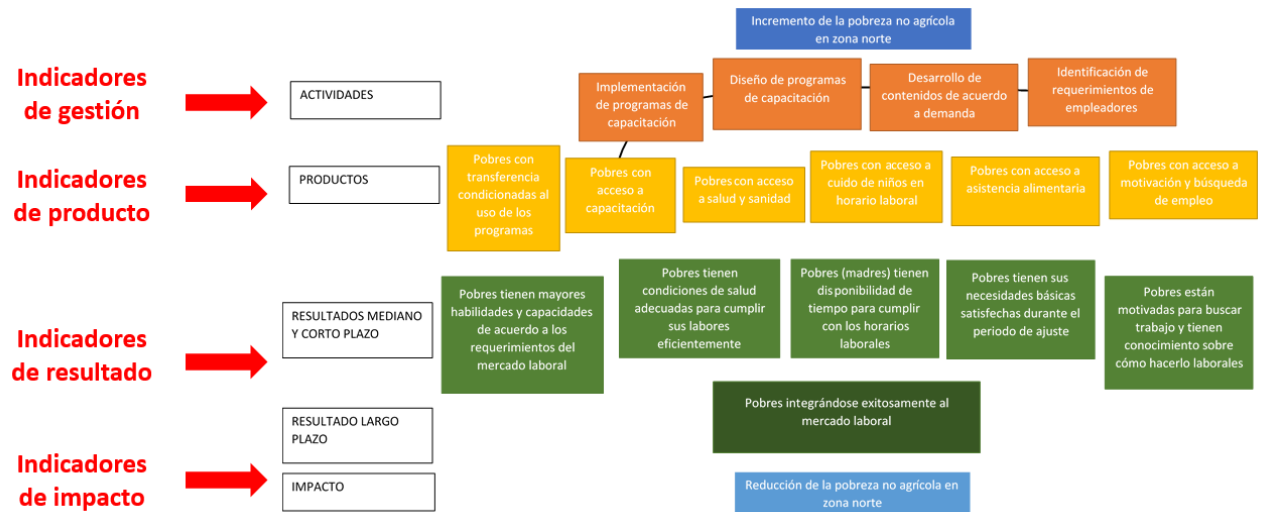 Incremento de la pobreza no agrícola
en zona norte
Indicadores
de gestión
ACTIVIDADES
Implementación
de programas de
capacitación
Diseño de programas
de capacitación
Desarrollo de
contenidos de acuerdo
a demanda
Identificación de
requerimientos de
empleadores
Indicadores
de producto
PRODUCTOS
Pobres con
transferencia
condicionadas al
uso de los
programas
Pobres con
acceso a
capacitación
Pobres con acceso
a salud y sanidad
Pobres con acceso a
cuido de niños en
horario laboral
Pobres con acceso a
asistencia alimentaria
Pobres con acceso a
motivación y búsqueda
de empleo
Indicadores
de resultado
RESULTADOS MEDIANO
Y CORTO PLAZO
Pobres tienen mayores
habilidades y capacidades
de acuerdo a los
requerimientos del
mercado laboral
Pobres tienen
condiciones de salud
adecuadas para cumplir
sus labores
eficientemente
Pobres (madres) tienen
disponibilidad de
tiempo para cumplir
con los horarios
laborales
Pobres tienen sus
necesidades básicas
satisfechas durante el
periodo de ajuste
Pobres están
motivadas para buscar
trabajo y tienen
conocimiento sobre
cómo hacerlo laborales
Indicadores
de impacto
RESULTADO LARGO
PLAZO
Pobres integrándose exitosamente al
mercado laboral
IMPACTO
Reducción de la pobreza no agrícola en
zona norte